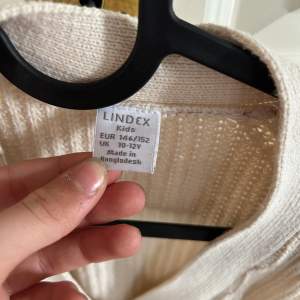 LINDEX
Kids
EUR 146/152
UK 10-12Y
Made in
Bangladesh